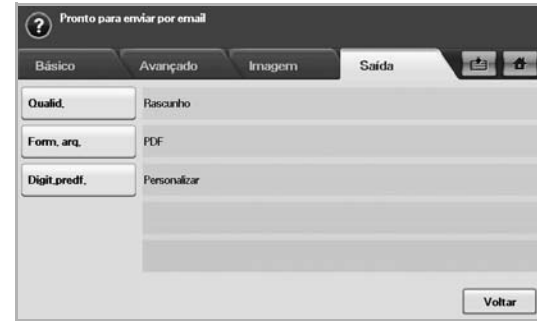 Pronto para enviar por email
Básico Avançado Imagem Saída
Qualid. Rascunho
Form. arq. PDF
Digit.predf. Personalizar
Voltar